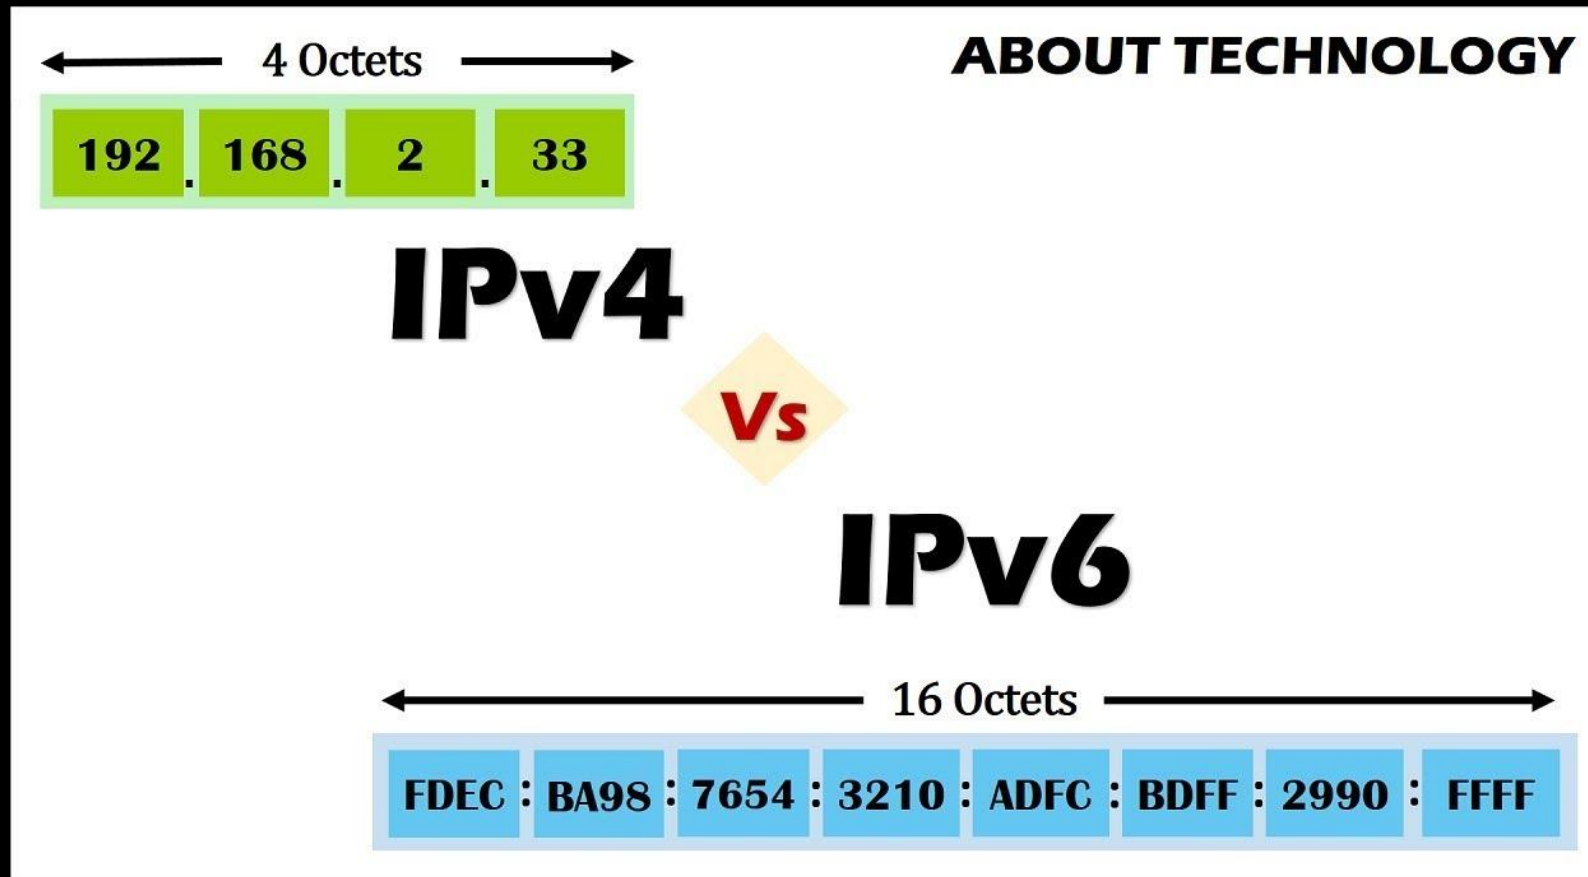 4 Octets
ABOUT TECHNOLOGY
192 . 168 . 2 . 33
IPv4
Vs
IPv6
16 Octets
FDEC : BA98 : 7654 : 3210 : ADFC : BDFF : 2990 : FFFF